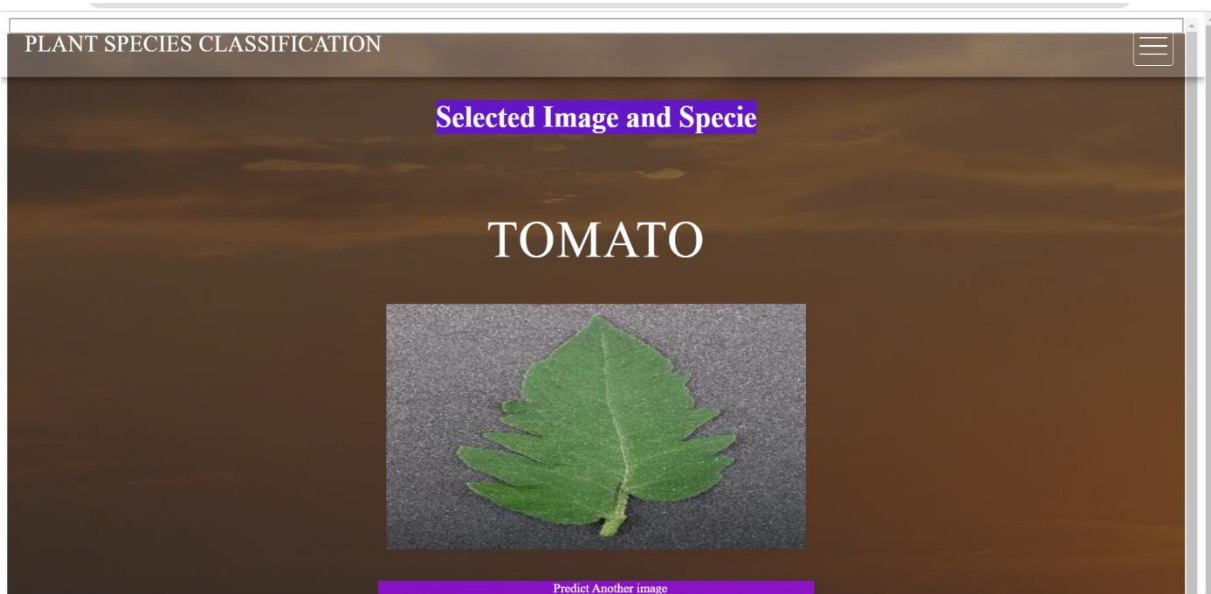 PLANT SPECIES CLASSIFICATION
Selected Image and Specie
TOMATO
Predict Another image